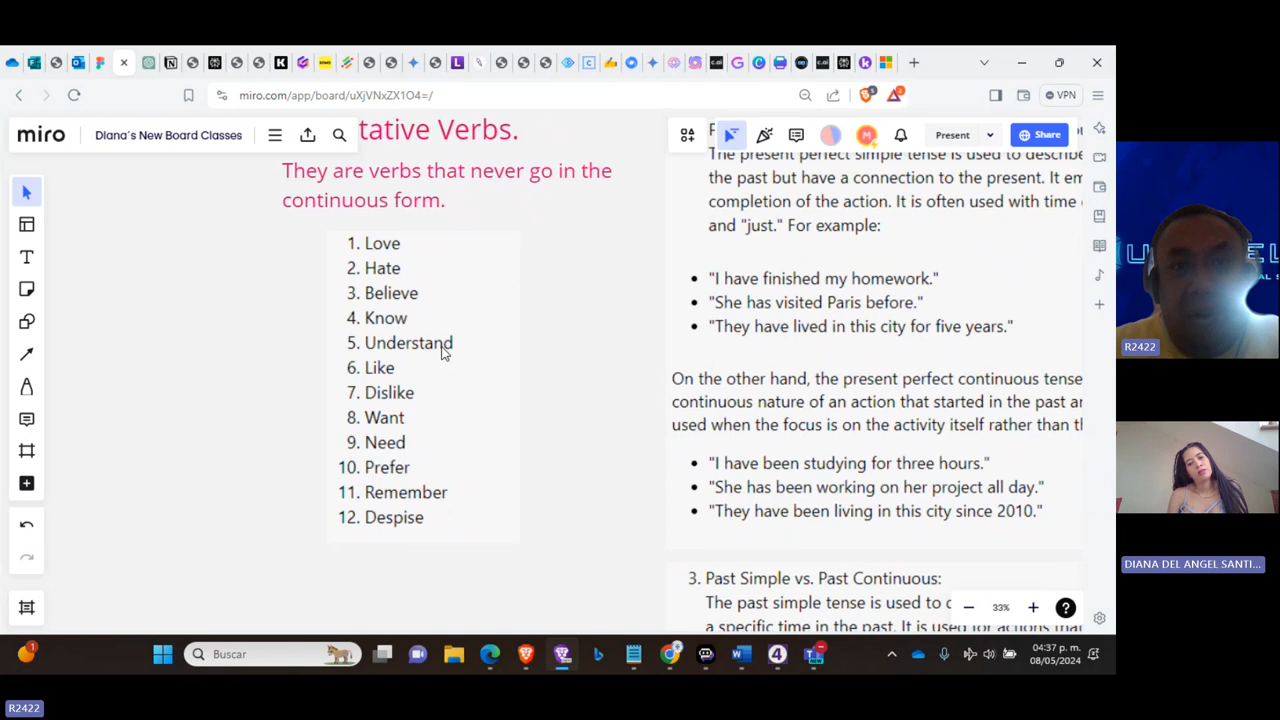 miro.com/app/board/uXjVNxZX1O4=/
VPN
miro
DIana's New Board Classes
Present
Share
tative Verbs.
They are verbs that never go in the
continuous form.
1. Love
2. Hate
3. Believe
4. Know
5. Understand
6. Like
7. Dislike
8. Want
9. Need
10. Prefer
11. Remember
12. Despise
The present perfect simple tense is used to describe
the past but have a connection to the present. It em
completion of the action. It is often used with time
and "just." For example:
• "I have finished my homework."
• "She has visited Paris before."
• "They have lived in this city for five years."
On the other hand, the present perfect continuous tense
continuous nature of an action that started in the past ar
used when the focus is on the activity itself rather than th
• "I have been studying for three hours."
• "She has been working on her project all day."
• "They have been living in this city since 2010."
3. Past Simple vs. Past Continuous:
The past simple tense is used to
a specific time in the past. It is used for actions tha
33%
Buscar
04:37 p. m.
08/05/2024
R2422
DIANA DEL ANGEL SANTI...
R2422